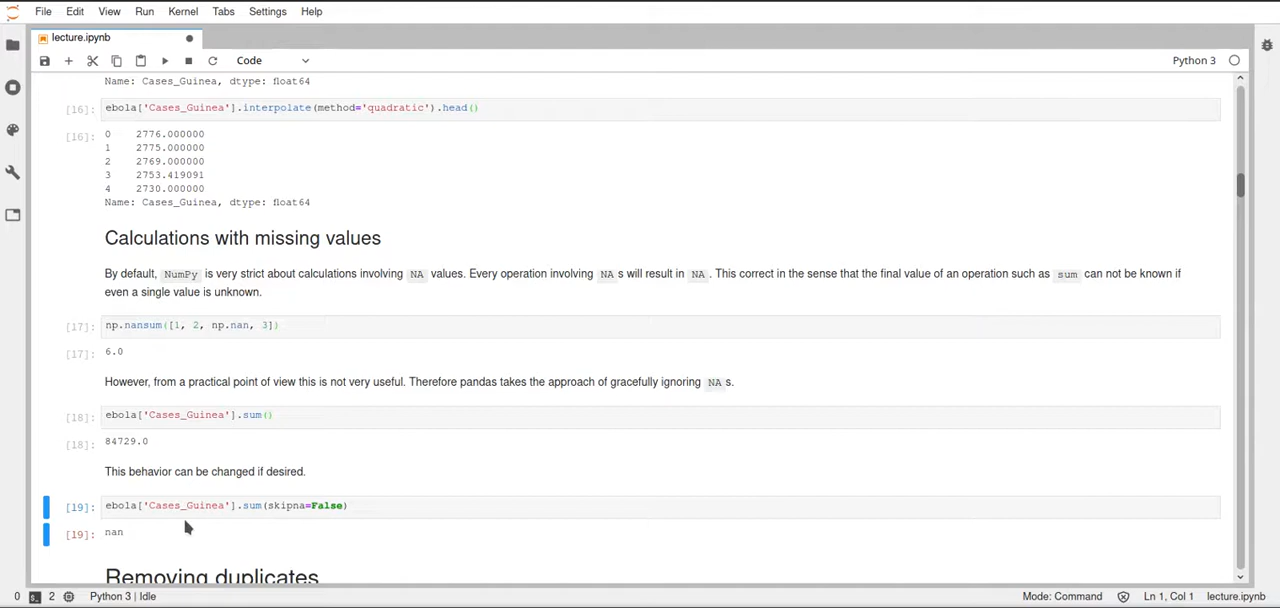 File Edit View Run Kernel Tabs Settings Help
lecture.ipynb
Code
Python 3
Name: Cases_Guinea, dtype: float64
[16]: ebola['Cases_Guinea'].interpolate(method='quadratic').head()
[16]: 0 2776.000000
1 2775.000000
2 2769.000000
3 2753.419091
4 2730.000000
Name: Cases_Guinea, dtype: float64
Calculations with missing values
By default, NumPy is very strict about calculations involving NA values. Every operation involving NA s will result in NA . This correct in the sense that the final value of an operation such as sum can not be known if
even a single value is unknown.
[17]: np.nansum([1, 2, np.nan, 3])
[17]: 6.0
However, from a practical point of view this is not very useful. Therefore pandas takes the approach of gracefully ignoring NA s.
[18]: ebola['Cases_Guinea'].sum()
[18]: 84729.0
This behavior can be changed if desired.
[19]: ebola['Cases_Guinea'].sum(skipna=False)
[19]: nan
Removing duplicates
0 2 Python 3 | Idle Mode: Command Ln 1, Col 1 lecture.ipynb